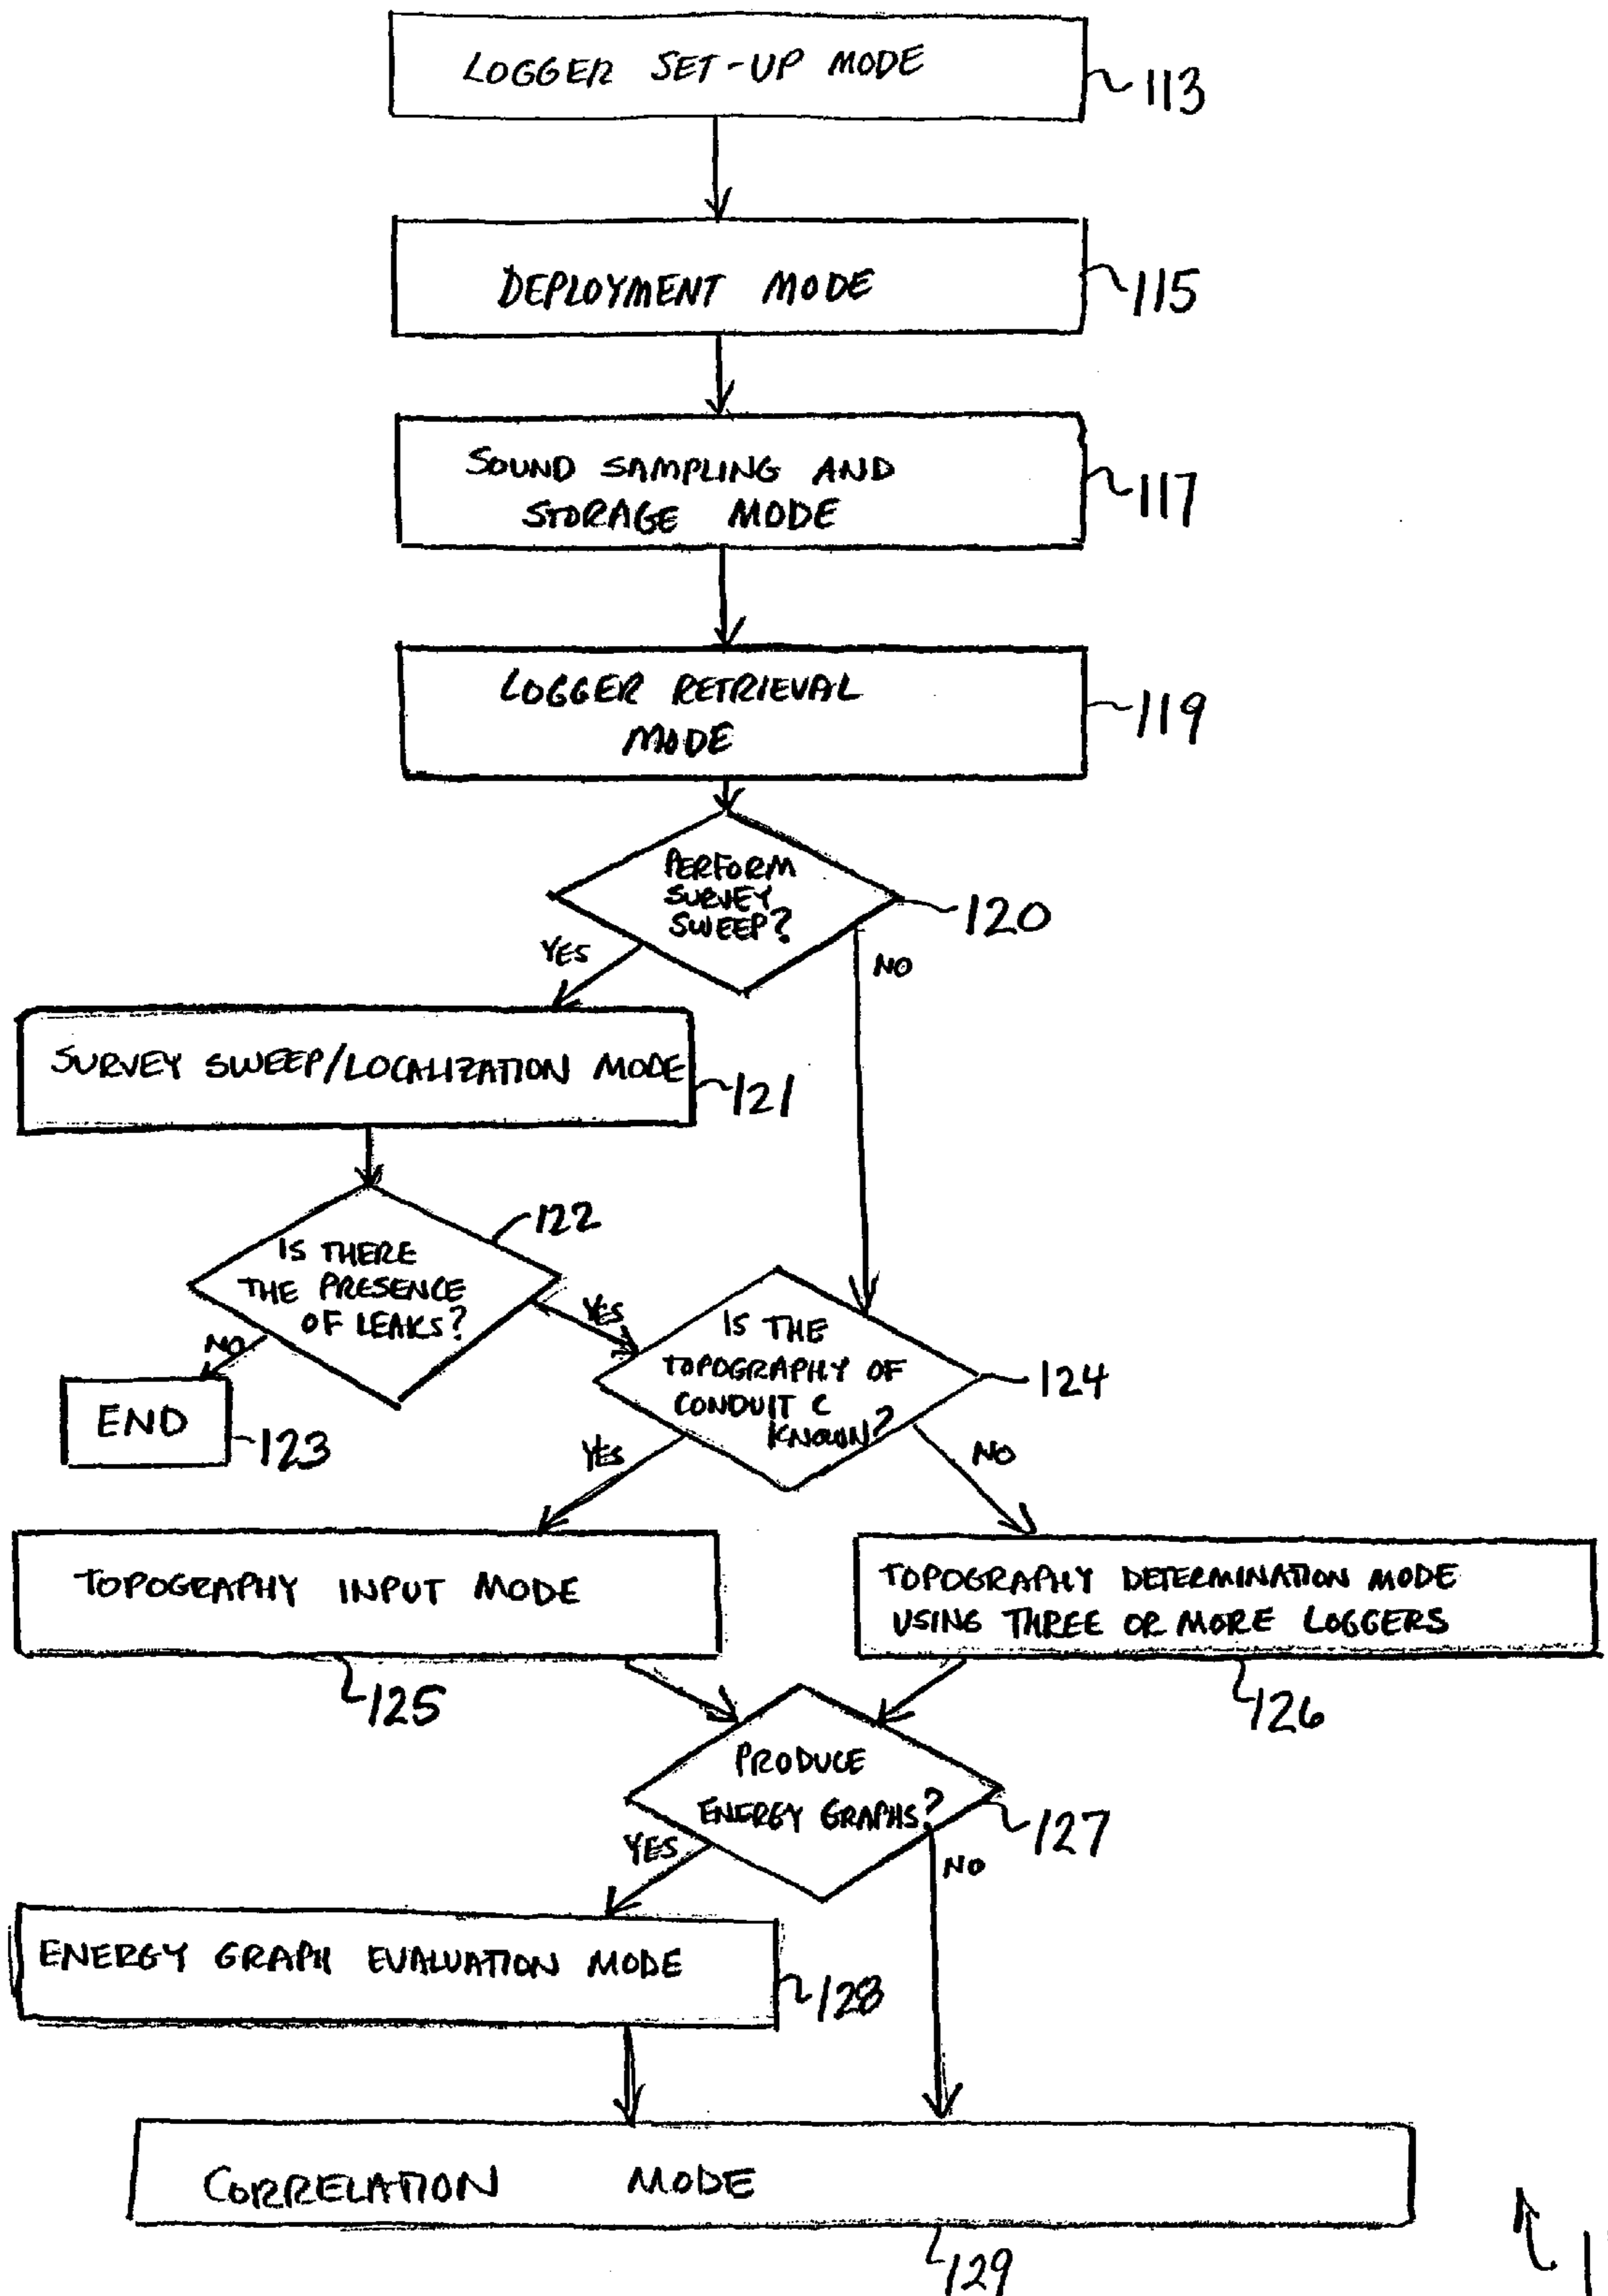 LOGGER SET-UP MODE
113
DEPLOYMENT MODE
115
SOUND SAMPLING AND
STORAGE MODE
117
LOGGER RETRIEVAL
MODE
119
PERFORM
SURVEY
SWEEP?
120
YES
NO
SURVEY SWEEP/LOCALIZATION MODE
121
IS THERE
THE PRESENCE
OF LEAKS?
122
YES
NO
END
123
IS THE
TOPOGRAPHY OF
CONDUIT C
KNOWN?
124
YES
NO
TOPOGRAPHY INPUT MODE
125
TOPOGRAPHY DETERMINATION MODE
USING THREE OR MORE LOGGERS
126
PRODUCE
ENERGY GRAPHS?
127
YES
NO
ENERGY GRAPH EVALUATION MODE
128
CORRELATION MODE
129